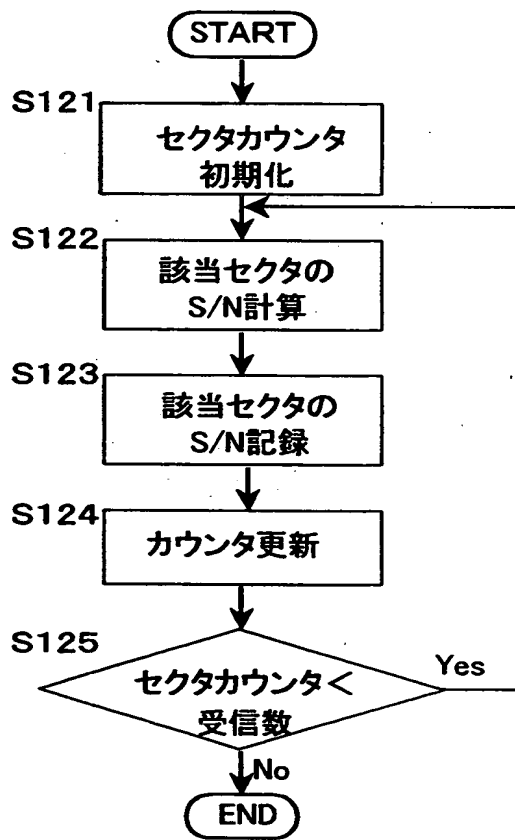 START
S121
セクタカウンタ
初期化
S122
該当セクタの
S/N計算
S123
該当セクタの
S/N記録
S124
カウンタ更新
S125
セクタカウンタ<
受信数
Yes
No
END